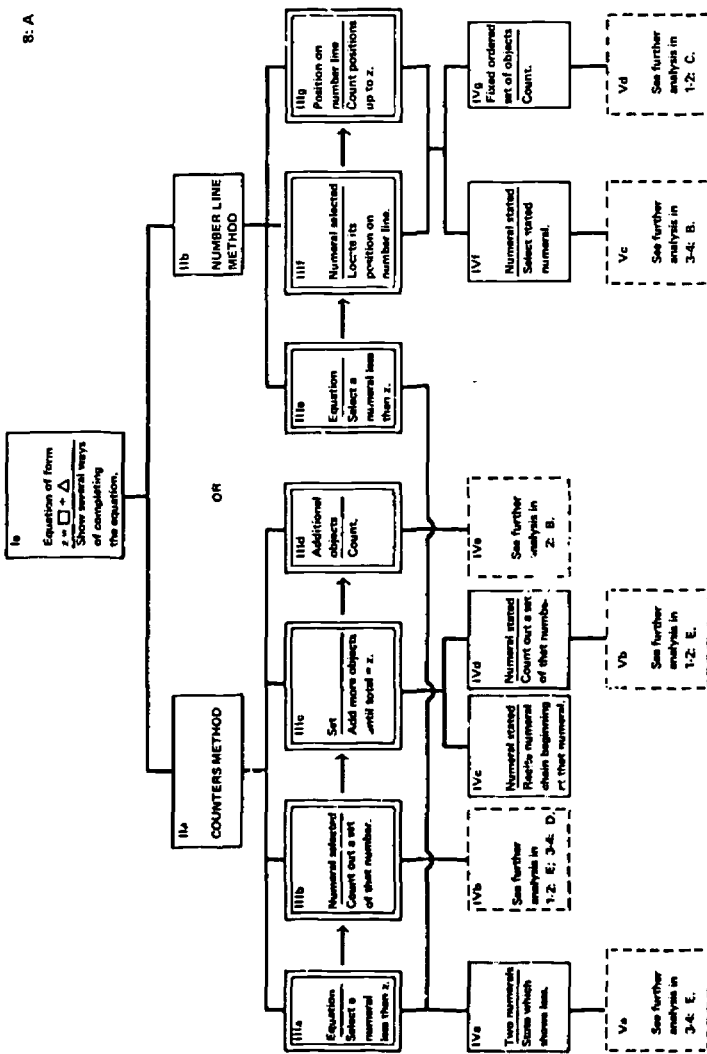 8: A
Ia
Equation of form
z = □ + △
Show several ways
of completing
the equation.
IIa
COUNTERS METHOD
OR
IIb
NUMBER LINE
METHOD
IIIa
Equation
Select a
numeral
less than z.
IIIb
Numeral selected
Count out a set
of that number.
IIIc
Set
Add more objects
until total = z.
IIId
Additional
objects
Count.
IIIe
Equation
Select a
numeral less
than z.
IIIf
Numeral selected
Locate its
position on
number line.
IIIg
Position on
number line
Count positions
up to z.
IVa
Two numerals
State which
shows less.
IVb
See further
analysis in
1-2: E; 3-4: D.
IVc
Numeral stated
Recite numeral
chain beginning
at that numeral.
IVd
Numeral stated
Count out a set
of that number
IVe
See further
analysis in
2: B.
IVf
Numeral stated
Select stated
numeral.
IVg
Fixed ordered
set of objects
Count.
Va
See further
analysis in
3-4: E.
Vb
See further
analysis in
1-2: E.
Vc
See further
analysis in
3-4: B.
Vd
See further
analysis in
1-2: C.